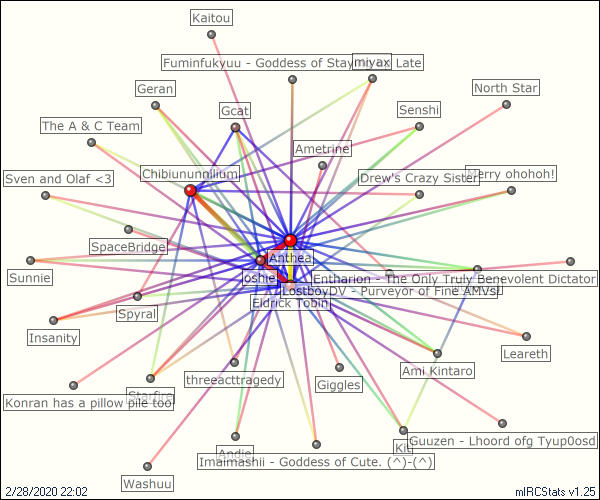 Kaitou
Fuminfukyuu - Goddess of Staying Late
miyax
Geran
North Star
Gcat
Senshi
The A & C Team
Ametrine
Chibiununnilium
Merry ohohoh!
Sven and Olaf <3
Drew's Crazy Sister
SpaceBridge
Anthea
Sunnie
Joshie
Entharion - The Only Truly Benevolent Dictator
LostboyDV - Purveyor of Fine AMVs
Eldrick Tobin
Spyral
Insanity
Leareth
Ami Kintaro
threeacttragedy
Giggles
Starfire
Konran has a pillow pile too
Kit
Guuzen - Lhoord ofg Tyup0osd
Andie
Imaimashii - Goddess of Cute. (^)-(^)
Washuu
2/28/2020 22:02
mIRCStats v1.25